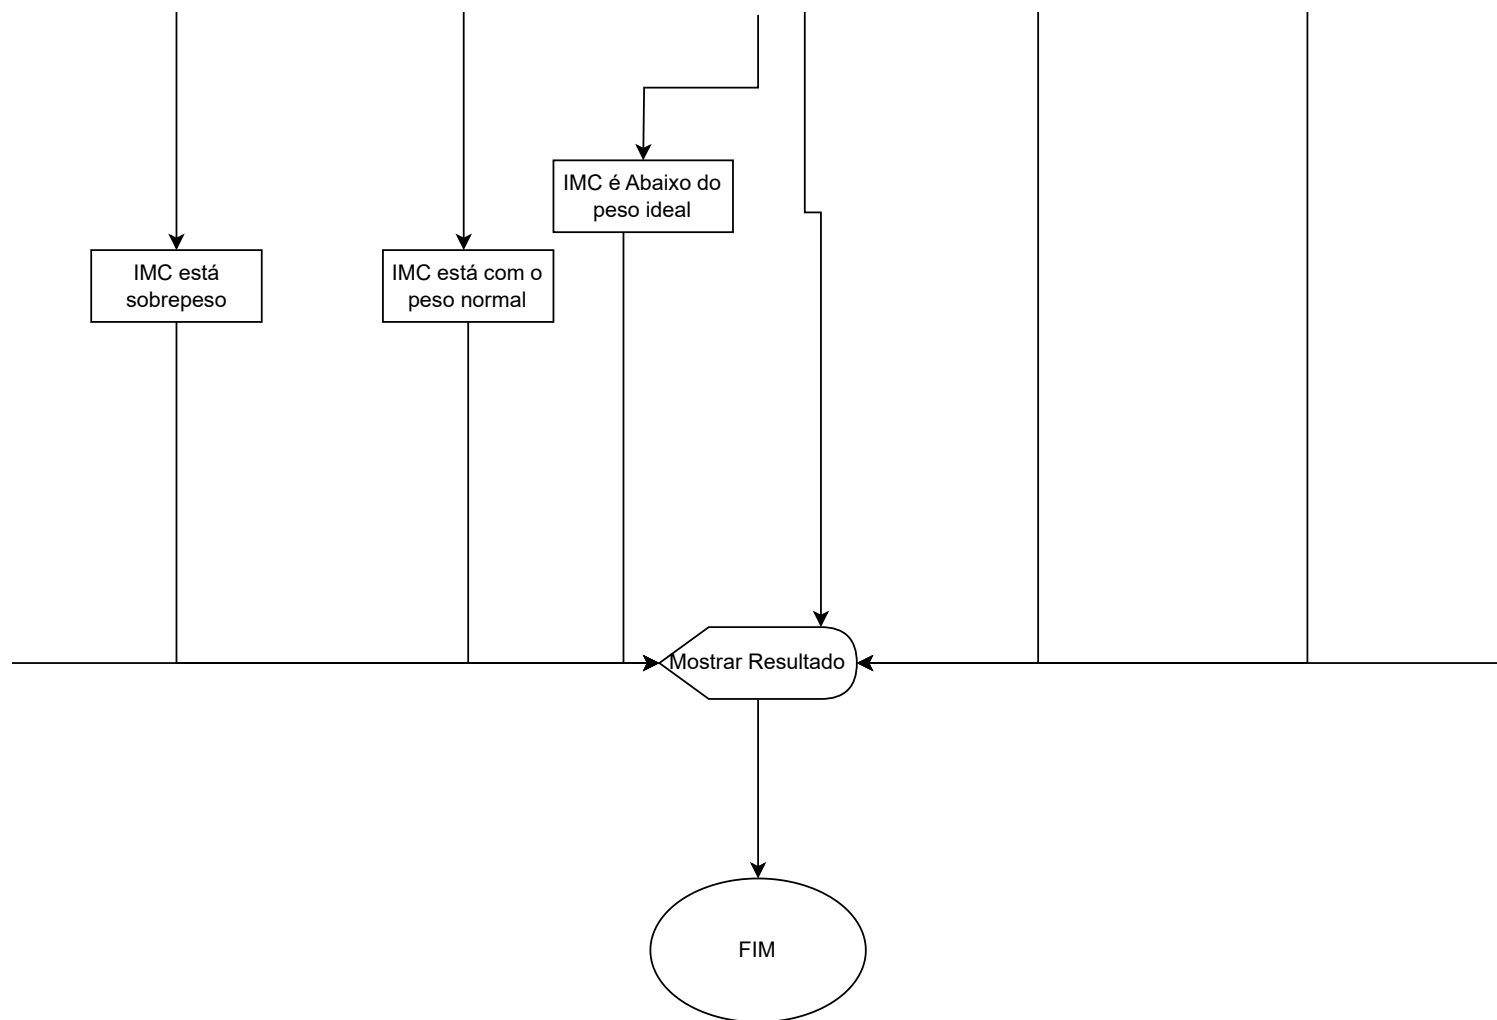 IMC é Abaixo do
peso ideal
IMC está
sobrepeso
IMC está com o
peso normal
Mostrar Resultado
FIM